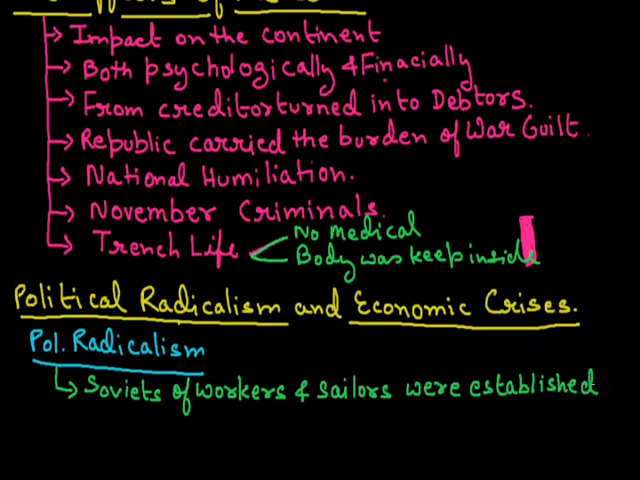 Impact on the continent
Both psychologically & Finacially
From creditor turned into Debtors.
Republic carried the burden of War Guilt.
National Humiliation.
November Criminals.
Trench Life
No Medical
Body was keep inside
Political Radicalism and Economic Crises.
Pol. Radicalism
Soviets of workers & sailors were established